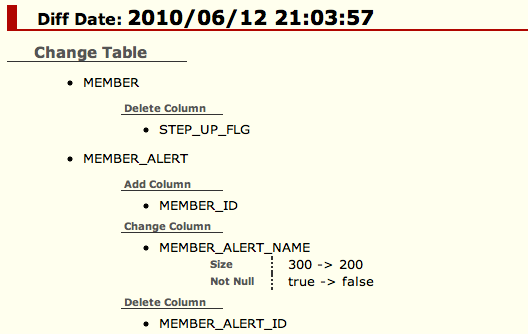 Diff Date: 2010/06/12 21:03:57
Change Table
• MEMBER
Delete Column
• STEP_UP_FLG
• MEMBER_ALERT
Add Column
• MEMBER_ID
Change Column
• MEMBER_ALERT_NAME
Size 300 -> 200
Not Null true -> false
Delete Column
• MEMBER_ALERT_ID